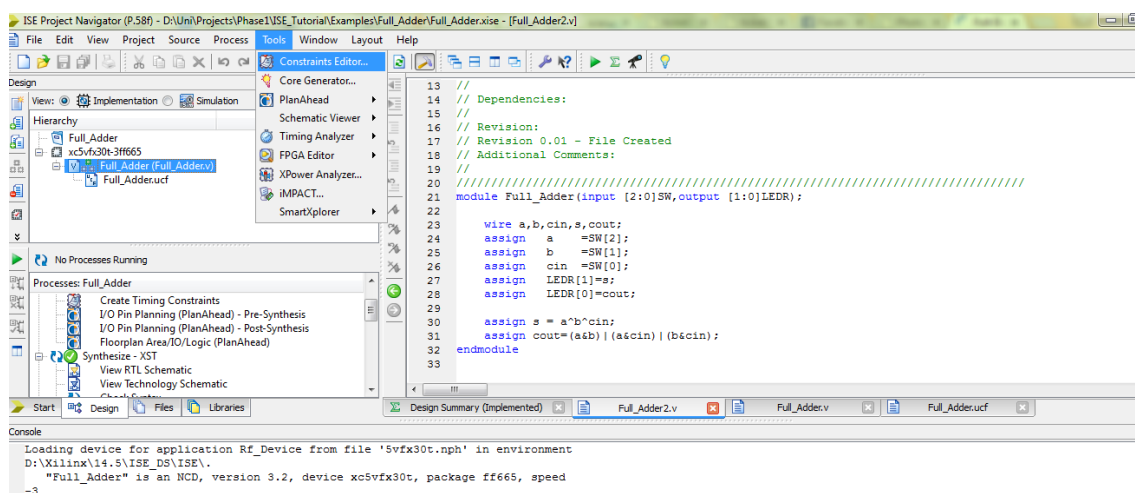 ISE Project Navigator (P.58f) - D:\Uni\Projects\Phase1\ISE_Tutorial\Examples\Full_Adder\Full_Adder.xise - [Full_Adder2.v]
File Edit View Project Source Process Tools Window Layout Help
Constraints Editor...
Core Generator...
PlanAhead
Schematic Viewer
Timing Analyzer
FPGA Editor
XPower Analyzer...
iMPACT...
SmartXplorer
Design
View: Implementation Simulation
Hierarchy
Full_Adder
xc5vfx30t-3ff665
Full_Adder (Full_Adder.v)
Full_Adder.ucf
No Processes Running
Processes: Full_Adder
Create Timing Constraints
I/O Pin Planning (PlanAhead) - Pre-Synthesis
I/O Pin Planning (PlanAhead) - Post-Synthesis
Floorplan Area/IO/Logic (PlanAhead)
Synthesize - XST
View RTL Schematic
View Technology Schematic
Start Design Files Libraries
13 //
14 // Dependencies:
15 //
16 // Revision:
17 // Revision 0.01 - File Created
18 // Additional Comments:
19 //
20 //////////////////////////////////////////////////////////////////////////////////
21 module Full_Adder(input [2:0]SW,output [1:0]LEDR);
22
23 wire a,b,cin,s,cout;
24 assign a =SW[2];
25 assign b =SW[1];
26 assign cin =SW[0];
27 assign LEDR[1]=s;
28 assign LEDR[0]=cout;
29
30 assign s = a^b^cin;
31 assign cout=(a&b)|(a&cin)|(b&cin);
32 endmodule
33
Design Summary (Implemented) Full_Adder2.v Full_Adder.v Full_Adder.ucf
Console
Loading device for application Rf_Device from file '5vfx30t.nph' in environment
D:\Xilinx\14.5\ISE_DS\ISE\.
"Full_Adder" is an NCD, version 3.2, device xc5vfx30t, package ff665, speed
-3